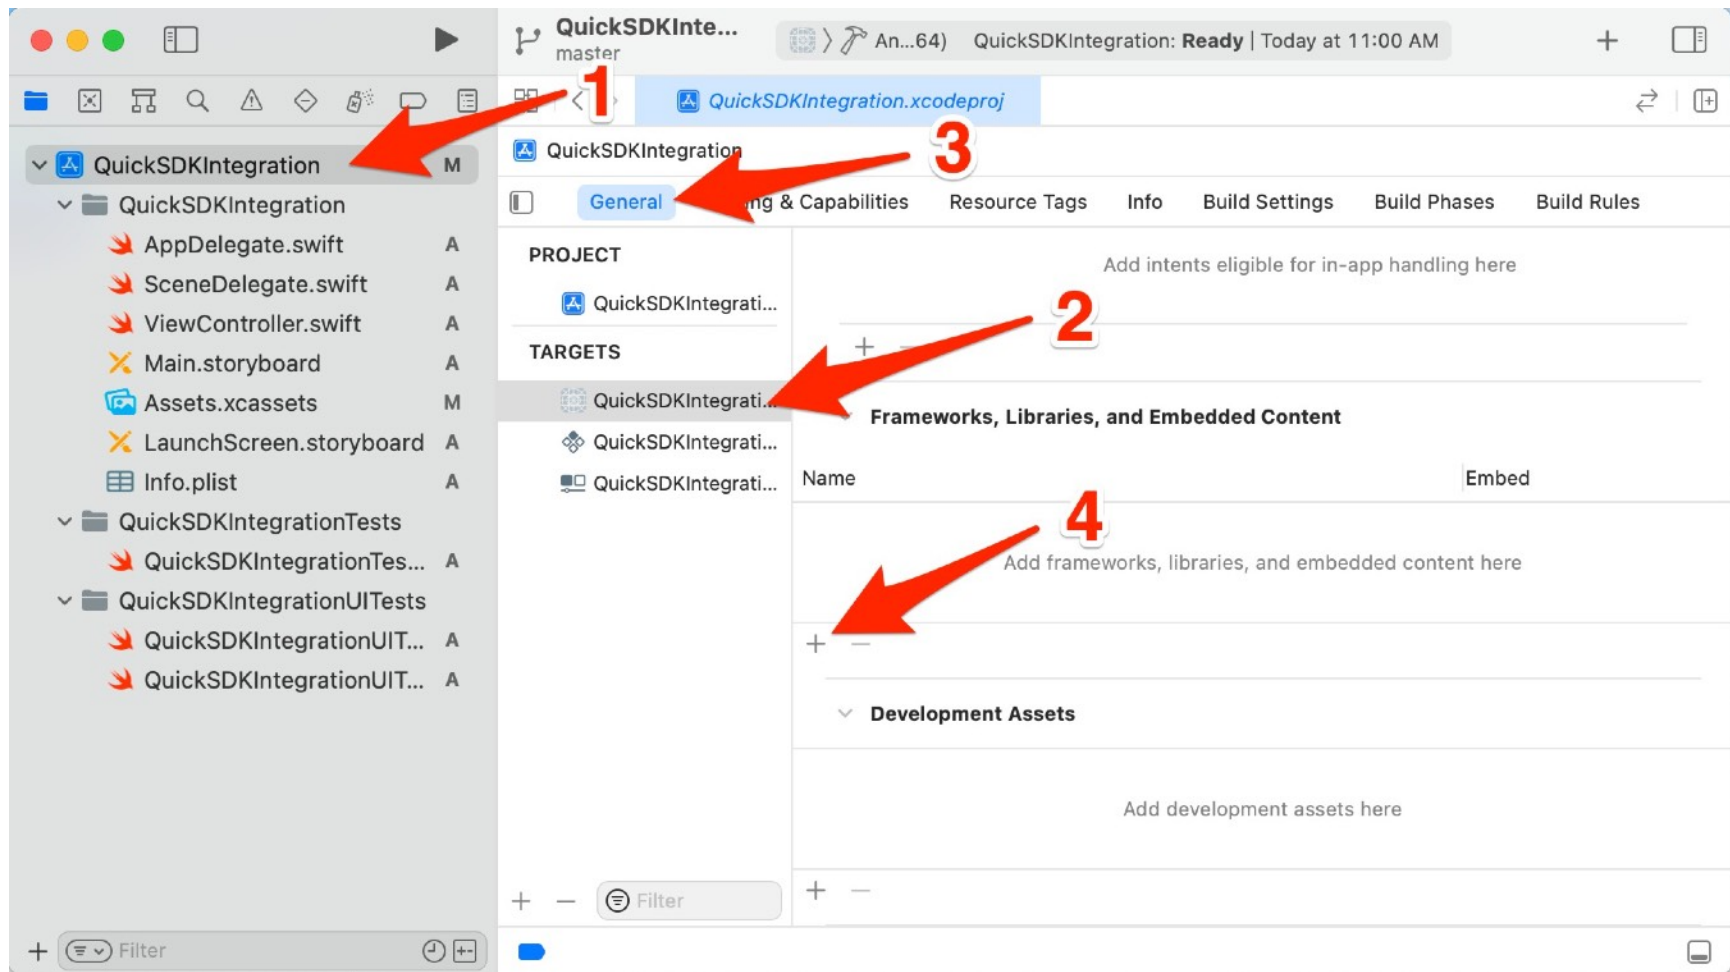 QuickSDKInte...
master
An...64)
QuickSDKIntegration: Ready | Today at 11:00 AM
1
QuickSDKIntegration.xcodeproj
QuickSDKIntegration
3
General
ng & Capabilities
Resource Tags
Info
Build Settings
Build Phases
Build Rules
QuickSDKIntegration M
QuickSDKIntegration
AppDelegate.swift A
SceneDelegate.swift A
ViewController.swift A
Main.storyboard A
Assets.xcassets M
LaunchScreen.storyboard A
Info.plist A
QuickSDKIntegrationTests
QuickSDKIntegrationTes... A
QuickSDKIntegrationUITests
QuickSDKIntegrationUIT... A
QuickSDKIntegrationUIT... A
Filter
PROJECT
QuickSDKIntegrati...
TARGETS
QuickSDKIntegrati...
QuickSDKIntegrati...
QuickSDKIntegrati...
Filter
Add intents eligible for in-app handling here
2
Frameworks, Libraries, and Embedded Content
Name
Embed
4
Add frameworks, libraries, and embedded content here
Development Assets
Add development assets here